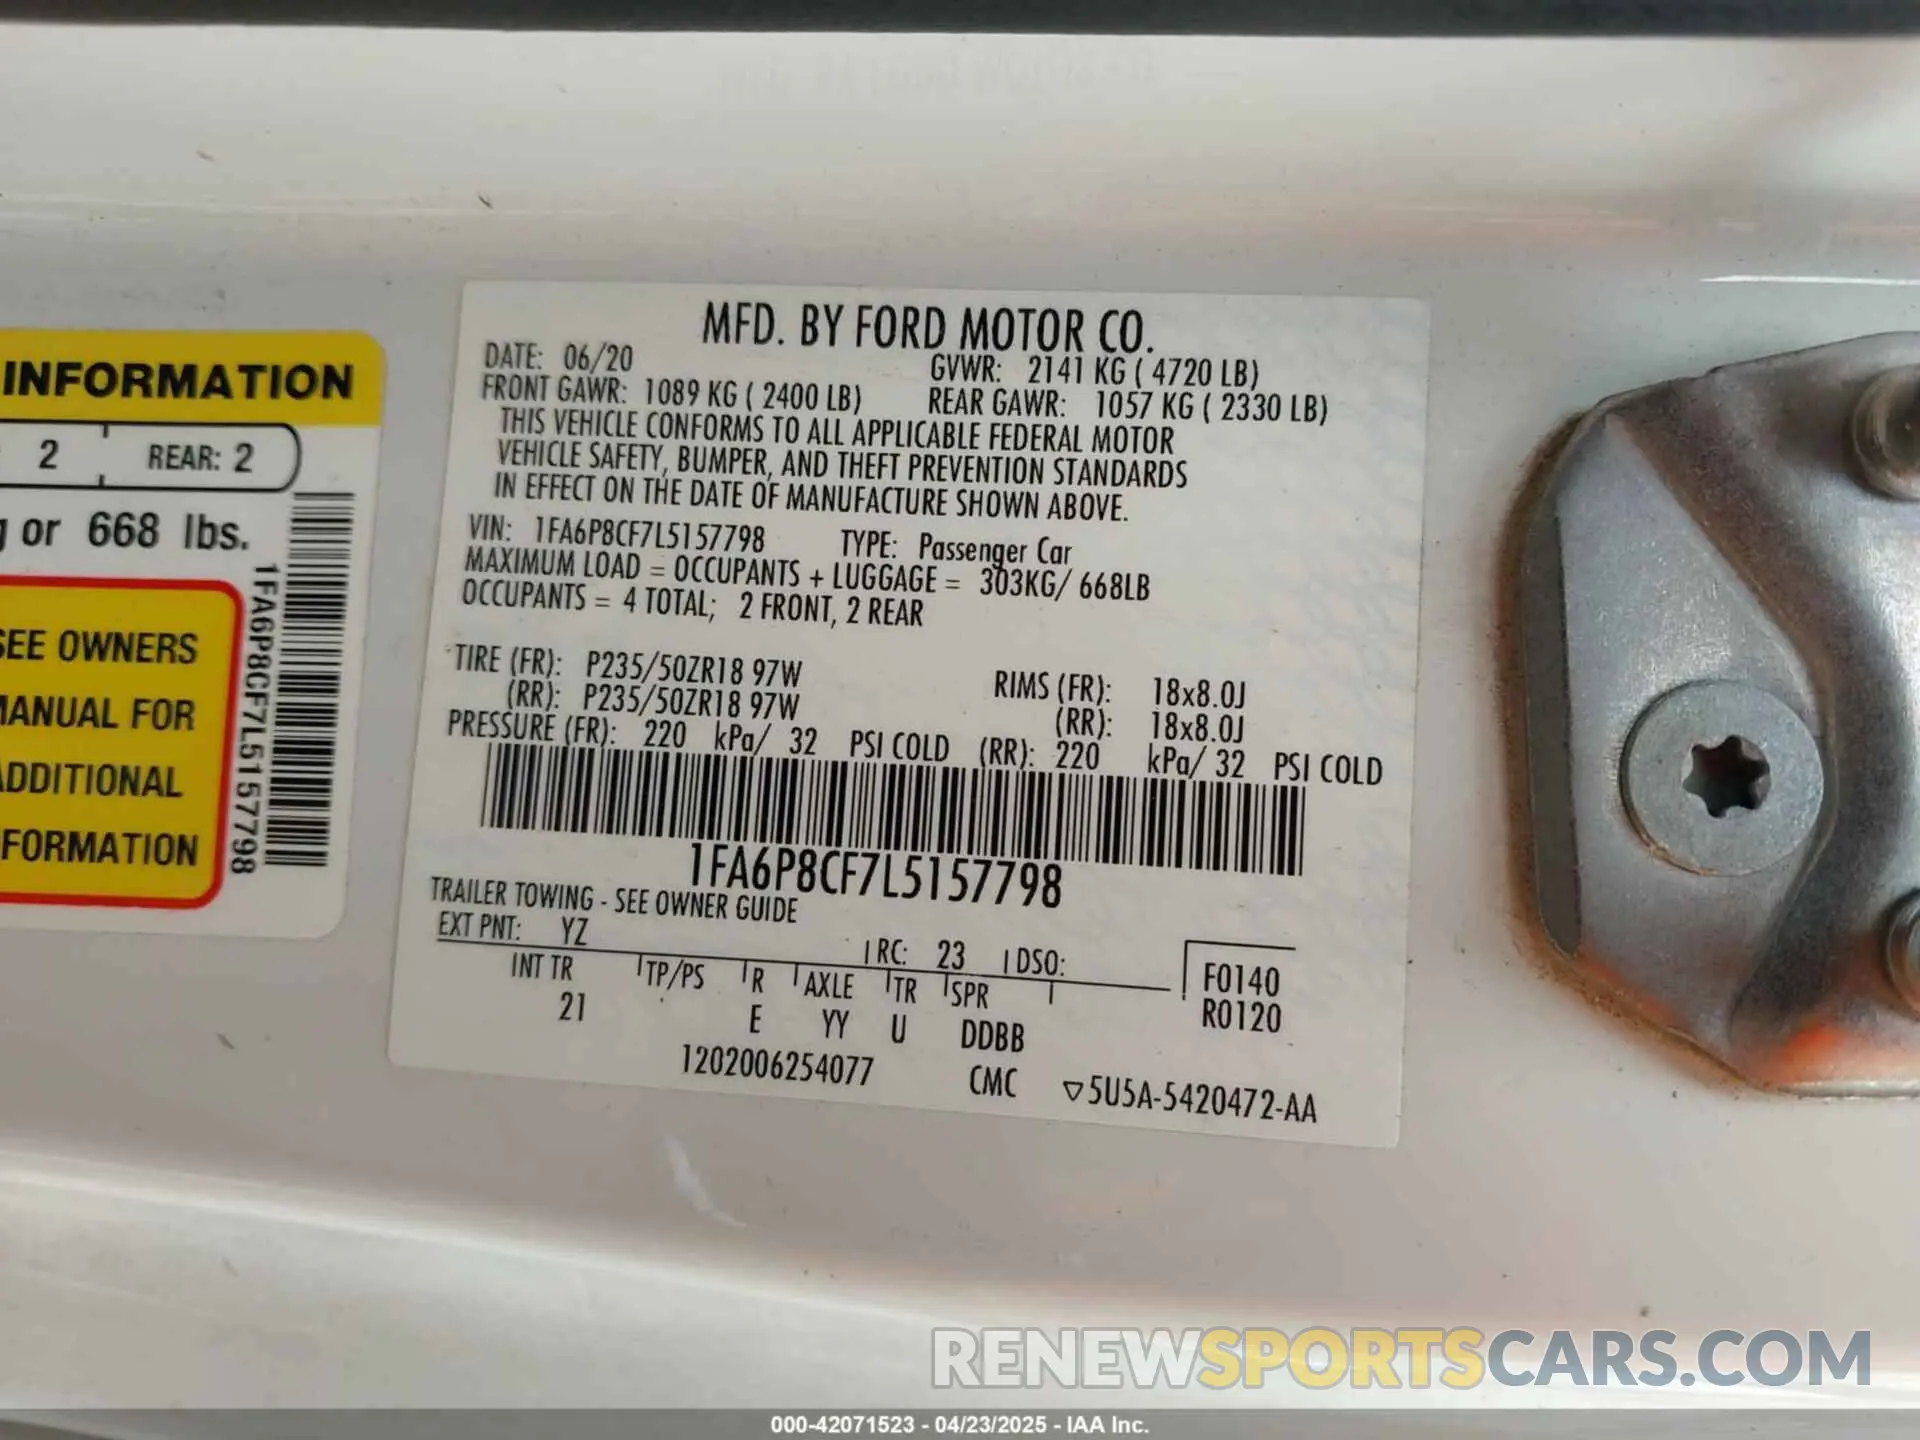 INFORMATION
2 REAR: 2
or 668 lbs.
SEE OWNERS
MANUAL FOR
ADDITIONAL
FORMATION
1FA6P8CF7L5157798
MFD. BY FORD MOTOR CO.
DATE: 06/20 GVWR: 2141 KG ( 4720 LB)
FRONT GAWR: 1089 KG ( 2400 LB) REAR GAWR: 1057 KG ( 2330 LB)
THIS VEHICLE CONFORMS TO ALL APPLICABLE FEDERAL MOTOR
VEHICLE SAFETY, BUMPER, AND THEFT PREVENTION STANDARDS
IN EFFECT ON THE DATE OF MANUFACTURE SHOWN ABOVE.
VIN: 1FA6P8CF7L5157798 TYPE: Passenger Car
MAXIMUM LOAD = OCCUPANTS + LUGGAGE = 303KG/ 668LB
OCCUPANTS = 4 TOTAL; 2 FRONT, 2 REAR
TIRE (FR): P235/50ZR18 97W RIMS (FR): 18x8.0J
(RR): P235/50ZR18 97W (RR): 18x8.0J
PRESSURE (FR): 220 kPa/ 32 PSI COLD (RR): 220 kPa/ 32 PSI COLD
1FA6P8CF7L5157798
TRAILER TOWING - SEE OWNER GUIDE
EXT PNT: YZ RC: 23 DSO: F0140
INT TR TP/PS R AXLE TR SPR R0120
21 E YY U DDBB
1202006254077 CMC ▽5U5A-5420472-AA
RENEWSPORTSCARS.COM
000-42071523 - 04/23/2025 - IAA Inc.